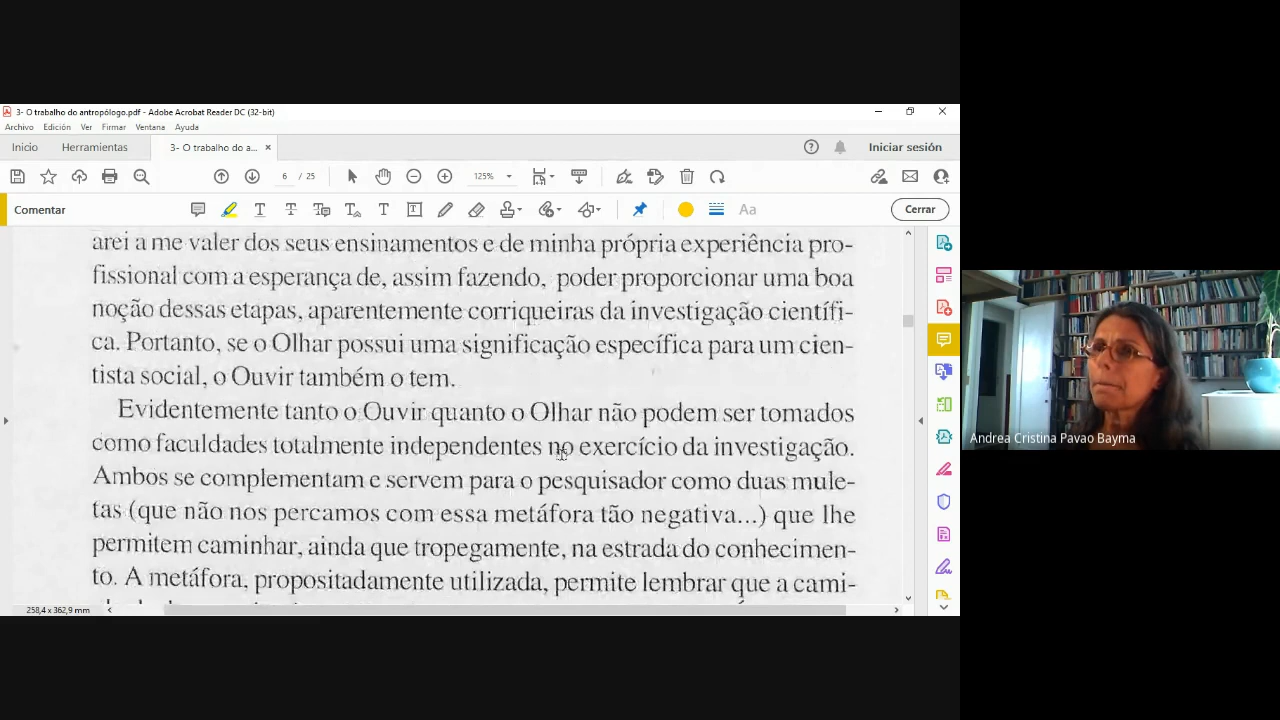 3- O trabalho do antropólogo.pdf - Adobe Acrobat Reader DC (32-bit)
Archivo Edición Ver Firmar Ventana Ayuda
Inicio Herramientas 3- O trabalho do a... × Iniciar sesión
6 / 25 125%
Comentar Aa Cerrar
arei a me valer dos seus ensinamentos e de minha própria experiência pro-
fissional com a esperança de, assim fazendo, poder proporcionar uma boa
noção dessas etapas, aparentemente corriqueiras da investigação científi-
ca. Portanto, se o Olhar possui uma significação específica para um cien-
tista social, o Ouvir também o tem.
Evidentemente tanto o Ouvir quanto o Olhar não podem ser tomados
como faculdades totalmente independentes no exercício da investigação.
Ambos se complementam e servem para o pesquisador como duas mule-
tas (que não nos percamos com essa metáfora tão negativa...) que lhe
permitem caminhar, ainda que tropegamente, na estrada do conhecimen-
to. A metáfora, propositadamente utilizada, permite lembrar que a cami-
258,4 x 362,9 mm
Andrea Cristina Pavao Bayma